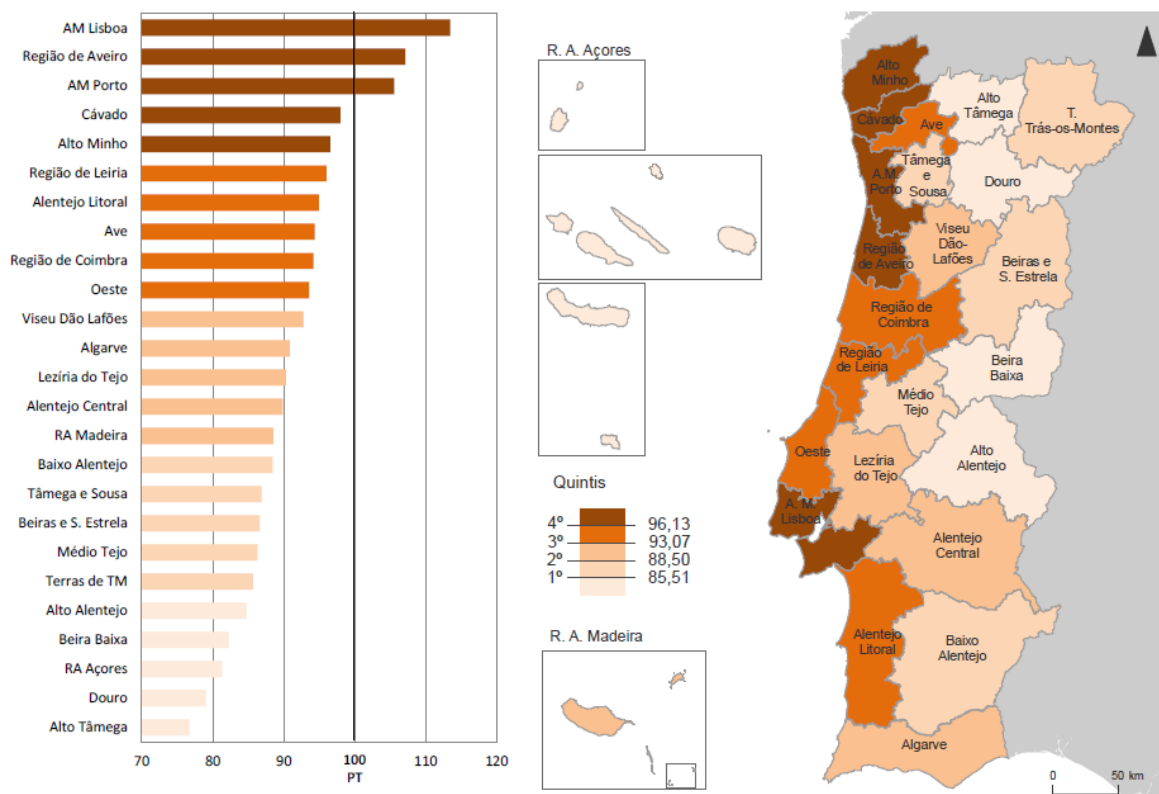 AM Lisboa
Região de Aveiro
AM Porto
Cávado
Alto Minho
Região de Leiria
Alentejo Litoral
Ave
Região de Coimbra
Oeste
Viseu Dão Lafões
Algarve
Lezíria do Tejo
Alentejo Central
RA Madeira
Baixo Alentejo
Tâmega e Sousa
Beiras e S. Estrela
Médio Tejo
Terras de TM
Alto Alentejo
Beira Baixa
RA Açores
Douro
Alto Tâmega
70 80 90 100 110 120
PT
R. A. Açores
Quintis
4º 96,13
3º 93,07
2º 88,50
1º 85,51
R. A. Madeira
Alto
Minho
Cávado
Ave
Alto
Tâmega
T.
Trás-os-Montes
A.M.
Porto
Tâmega
e
Sousa
Douro
Região
de Aveiro
Viseu
Dão-
Lafões
Beiras e
S. Estrela
Região de
Coimbra
Região
de Leiria
Beira
Baixa
Médio
Tejo
Oeste
Lezíria
do Tejo
Alto
Alentejo
A. M.
Lisboa
Alentejo
Central
Alentejo
Litoral
Baixo
Alentejo
Algarve
0 50 km